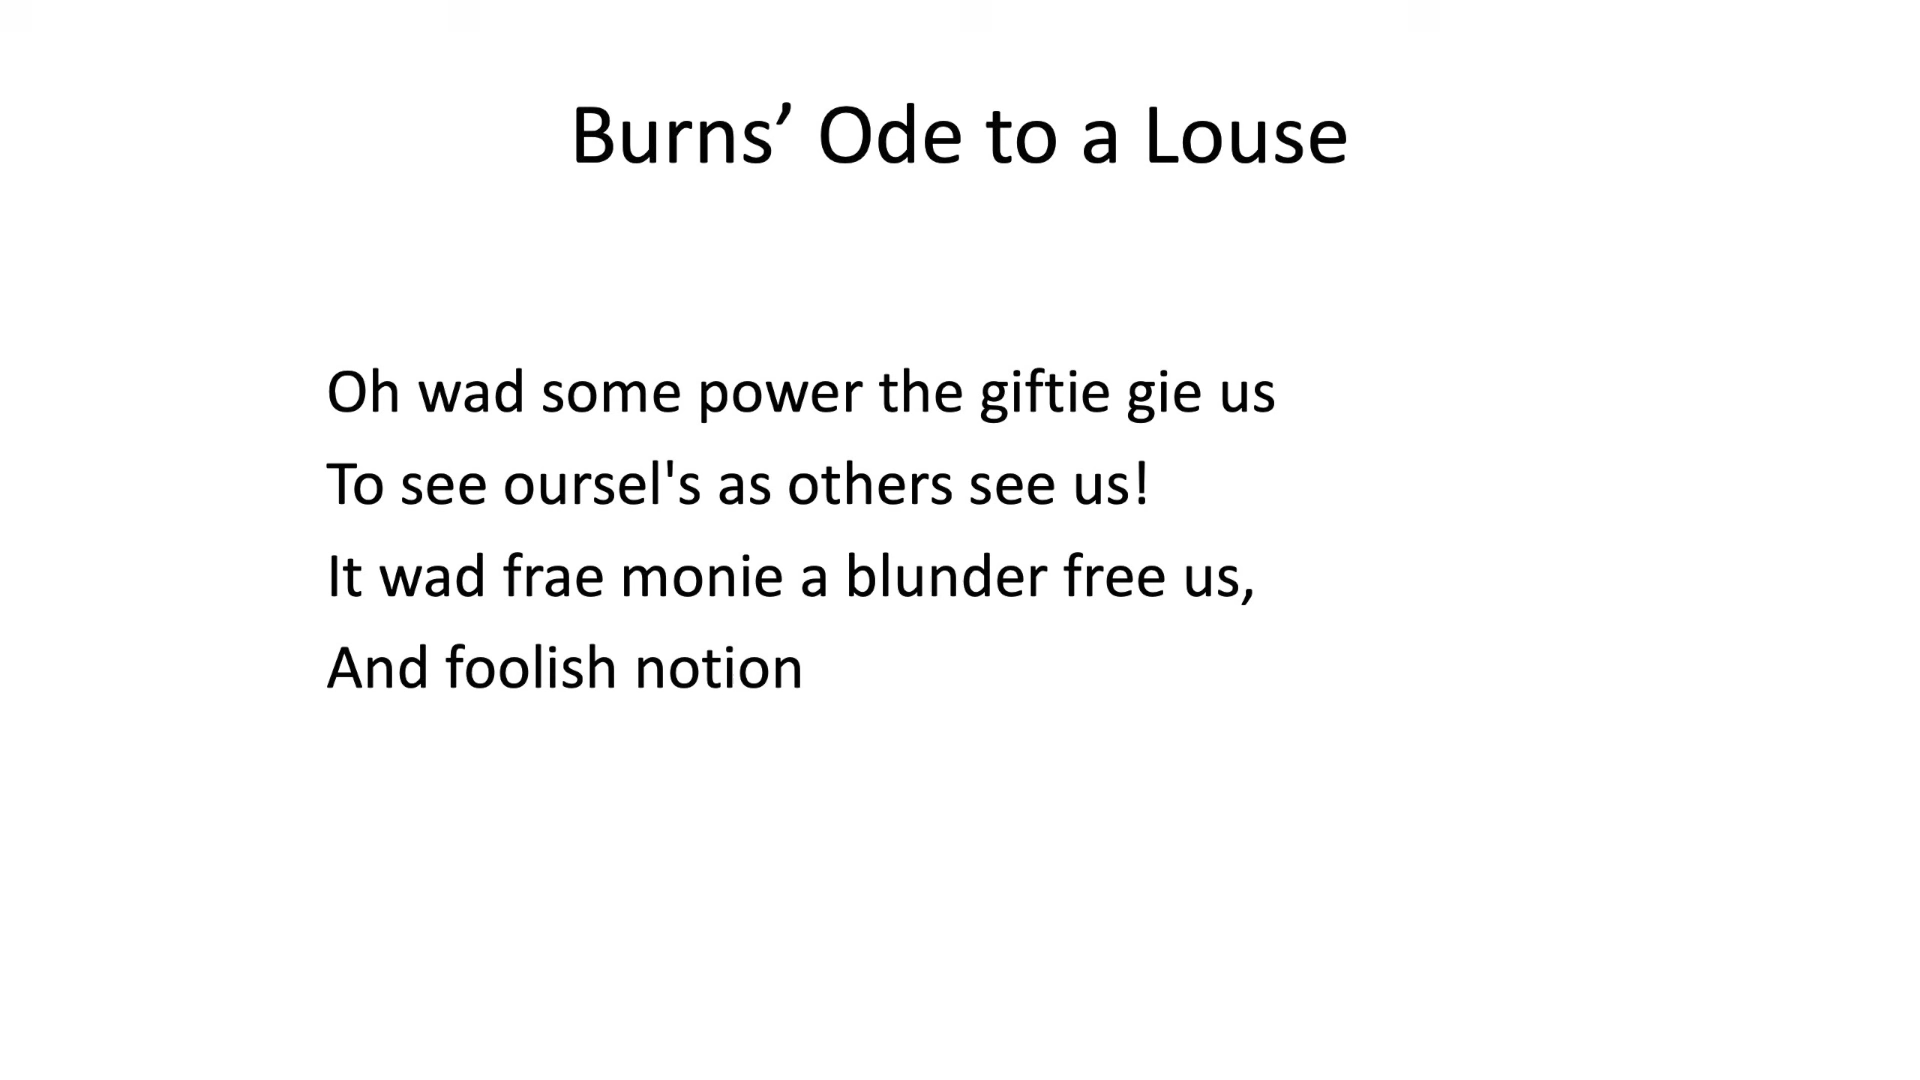 Burns’ Ode to a Louse
Oh wad some power the giftie gie us
To see oursel's as others see us!
It wad frae monie a blunder free us,
And foolish notion